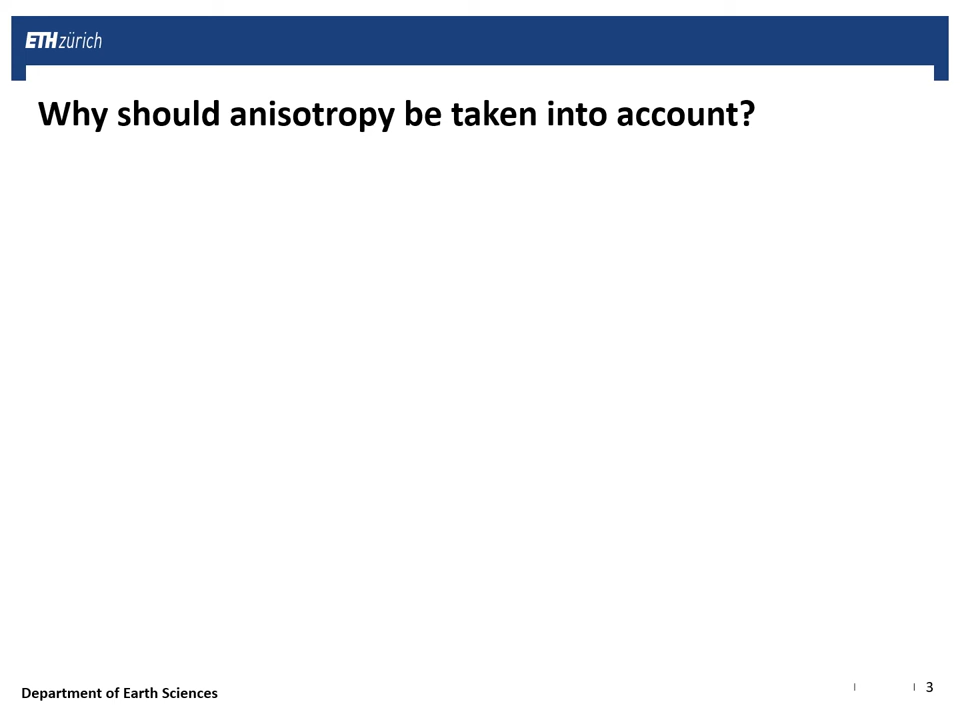 ETH zürich
Why should anisotropy be taken into account?
Department of Earth Sciences
3